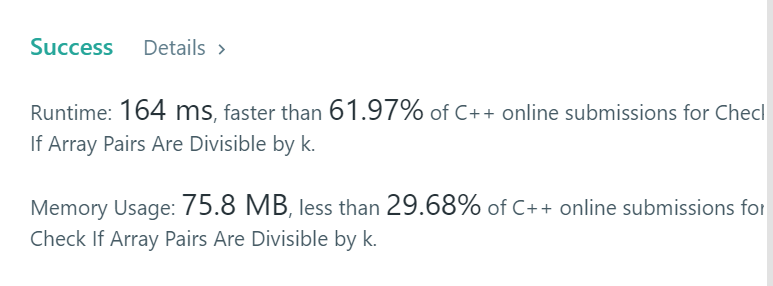 Success Details >
Runtime: 164 ms, faster than 61.97% of C++ online submissions for Check
If Array Pairs Are Divisible by k.
Memory Usage: 75.8 MB, less than 29.68% of C++ online submissions for
Check If Array Pairs Are Divisible by k.